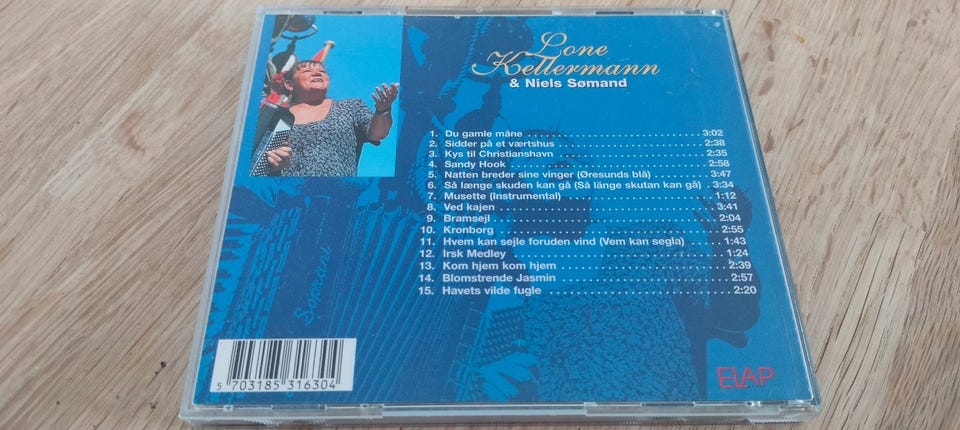 Lone
Kellermann
& Niels Sømand
1. Du gamle måne 3:02
2. Sidder på et værtshus 2:38
3. Kys til Christianshavn 2:35
4. Sandy Hook 2:58
5. Natten breder sine vinger (Øresunds blå) 3:47
6. Så længe skuden kan gå (Så länge skutan kan gå) 3:34
7. Musette (Instrumental) 1:12
8. Ved kajen 3:41
9. Bramsejl 2:04
10. Kronborg 2:55
11. Hvem kan sejle foruden vind (Vem kan segla) 1:43
12. Irsk Medley 1:24
13. Kom hjem kom hjem 2:39
14. Blomstrende Jasmin 2:57
15. Havets vilde fugle 2:20
Soprani
5 703185 316304
ELAP